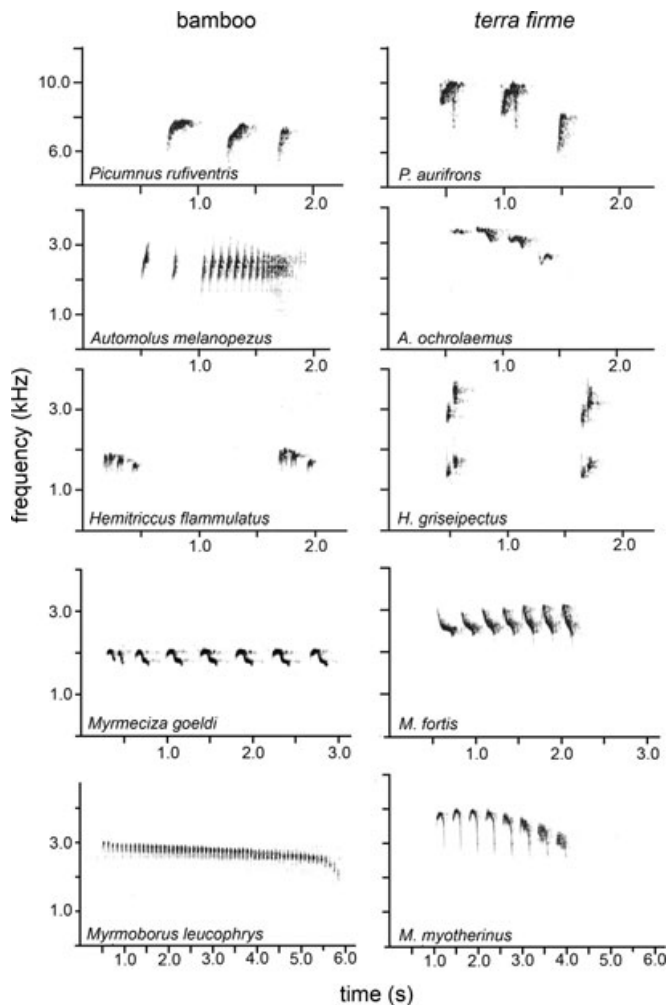 bamboo terra firme
10.0
6.0
Picumnus rufiventris P. aurifrons
1.0 2.0 1.0 2.0
3.0
1.0
Automolus melanopezus A. ochrolaemus
1.0 2.0 1.0 2.0
frequency (kHz)
3.0
1.0
Hemitriccus flammulatus H. griseipectus
1.0 2.0 1.0 2.0
3.0
1.0
Myrmeciza goeldi M. fortis
1.0 2.0 3.0 1.0 2.0 3.0
3.0
1.0
Myrmoborus leucophrys M. myotherinus
1.0 2.0 3.0 4.0 5.0 6.0 1.0 2.0 3.0 4.0 5.0 6.0
time (s)